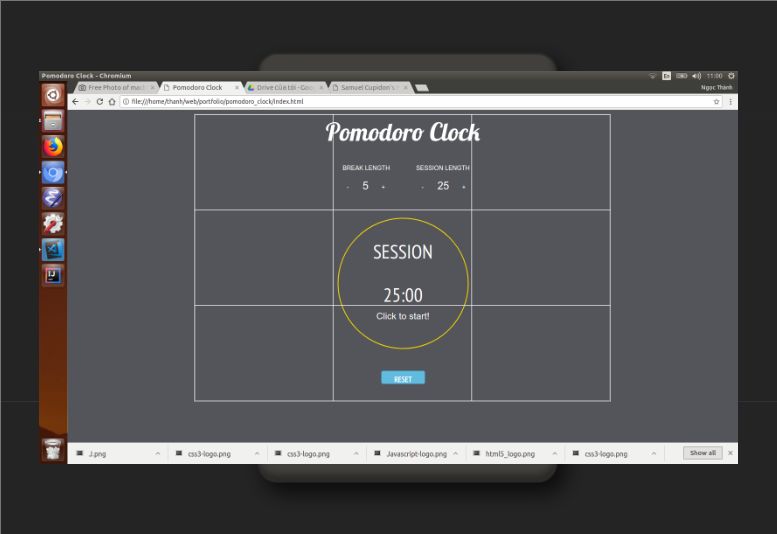 Pomodoro Clock - Chromium
En
11:00
Free Photo of mac
Pomodoro Clock
Drive của tôi - Goog
Samuel Cupidon's
Ngọc Thành
file:///home/thanh/web/portfolio/pomodoro_clock/index.html
Pomodoro Clock
BREAK LENGTH
SESSION LENGTH
- 5 +
- 25 +
SESSION
25:00
Click to start!
RESET
J.png
css3-logo.png
css3-logo.png
Javascript-logo.png
html5_logo.png
css3-logo.png
Show all